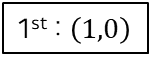 1ˢᵗ : (1,0)